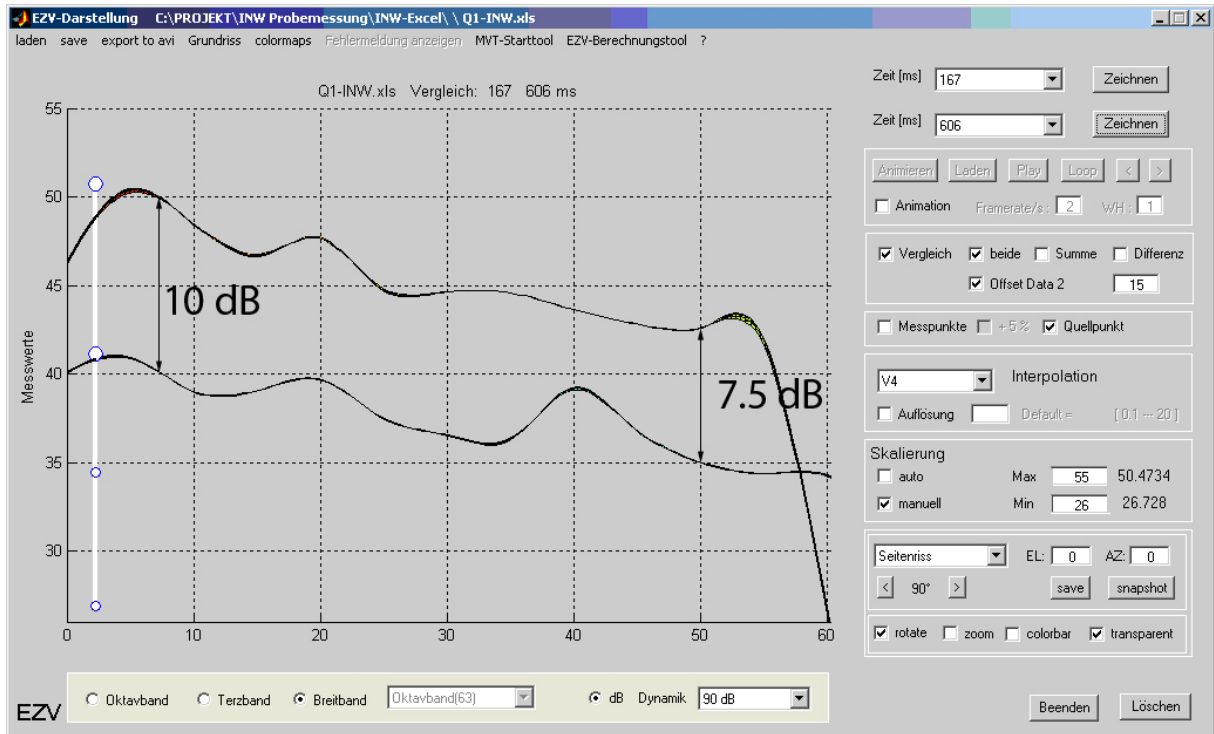 EZV-Darstellung C:\PROJEKT\INW Probemessung\INW-Excel\ \ Q1-INW.xls
laden save export to avi Grundriss colormaps Fehlermeldung anzeigen MVT-Starttool EZV-Berechnungstool ?
Q1-INW.xls Vergleich: 167 606 ms
55
50
45
40
35
30
Messwerte
10 dB
7.5 dB
0 10 20 30 40 50 60
Zeit [ms] 167 Zeichnen
Zeit [ms] 606 Zeichnen
Animieren Laden Play Loop < >
Animation Framerate/s : 2 WH : 1
Vergleich beide Summe Differenz
Offset Data 2 15
Messpunkte + 5 % Quellpunkt
V4 Interpolation
Auflösung Default = [ 0.1 --- 20 ]
Skalierung
auto Max 55 50.4734
manuell Min 26 26.728
Seitenriss EL: 0 AZ: 0
< 90° > save snapshot
rotate zoom colorbar transparent
EZV
Oktavband Terzband Breitband Oktavband(63) dB Dynamik 90 dB
Beenden Löschen